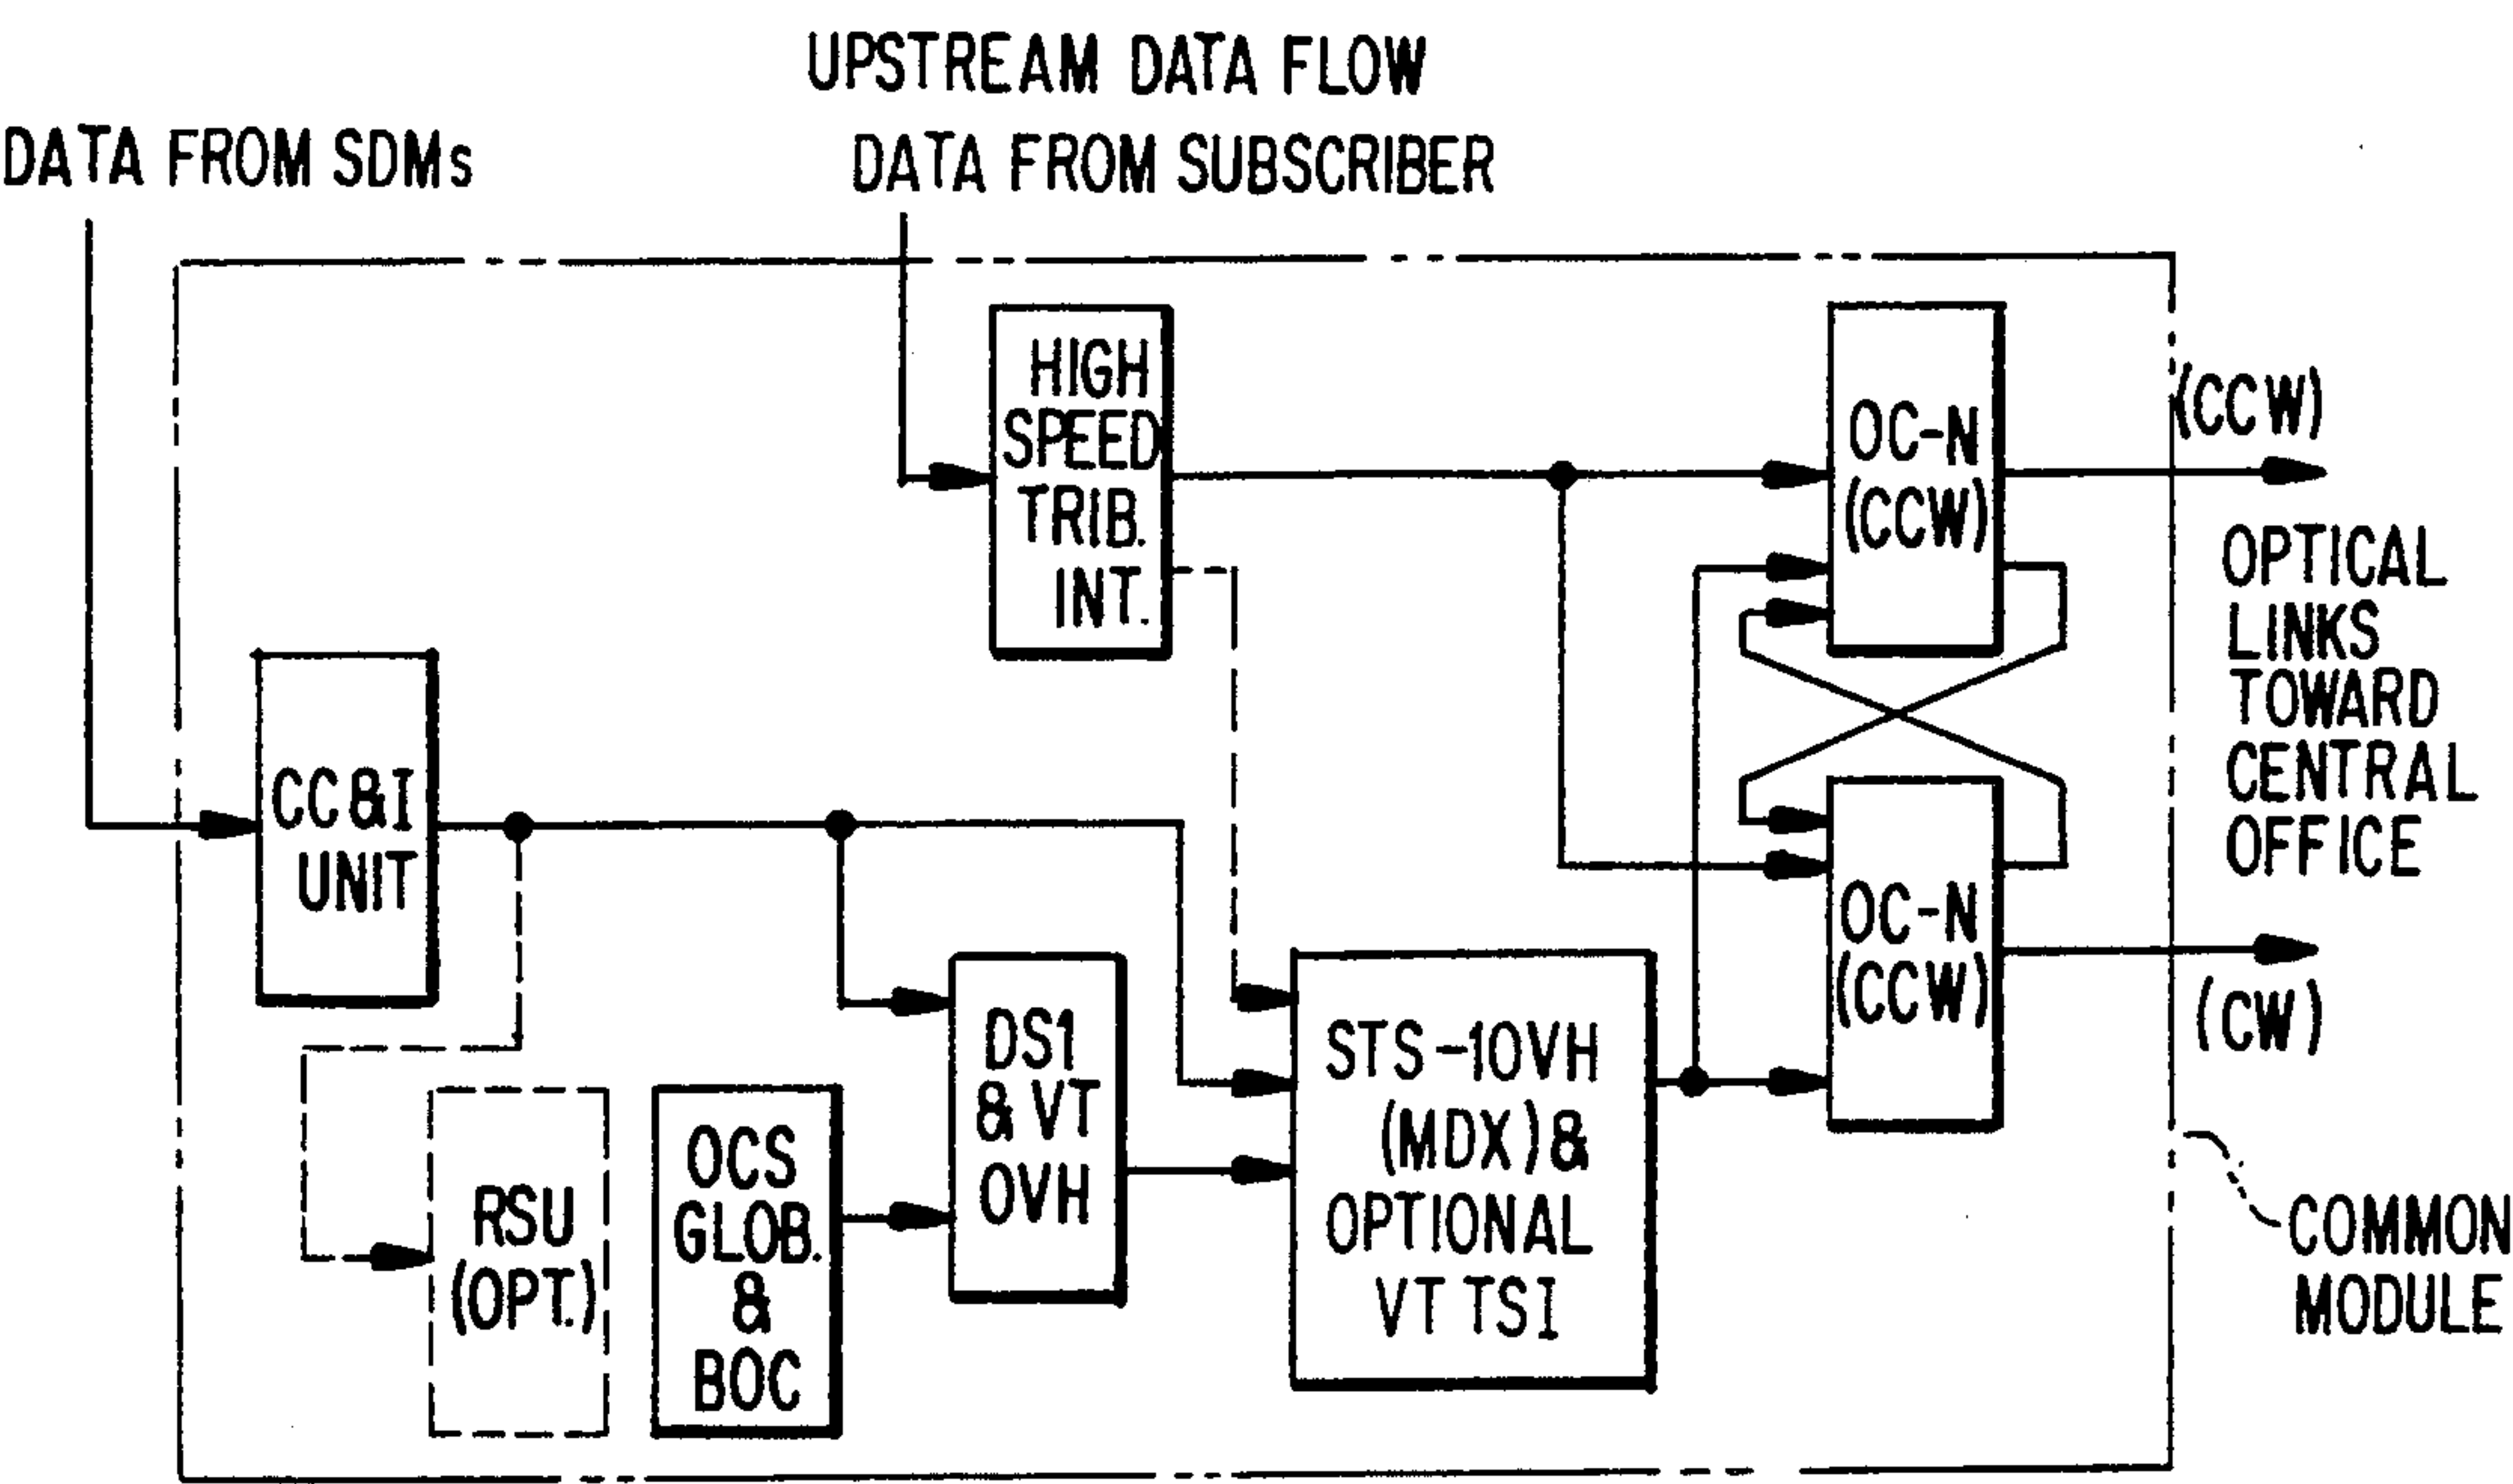 UPSTREAM DATA FLOW
DATA FROM SDMs
DATA FROM SUBSCRIBER
HIGH
SPEED
TRIB.
INT.
OC-N
(CCW)
(CCW)
OPTICAL
LINKS
TOWARD
CENTRAL
OFFICE
CC&I
UNIT
OC-N
(CCW)
(CW)
DS1
& VT
OVH
STS-1OVH
(MDX)&
OPTIONAL
VT TSI
RSU
(OPT.)
OCS
GLOB.
&
BOC
COMMON
MODULE